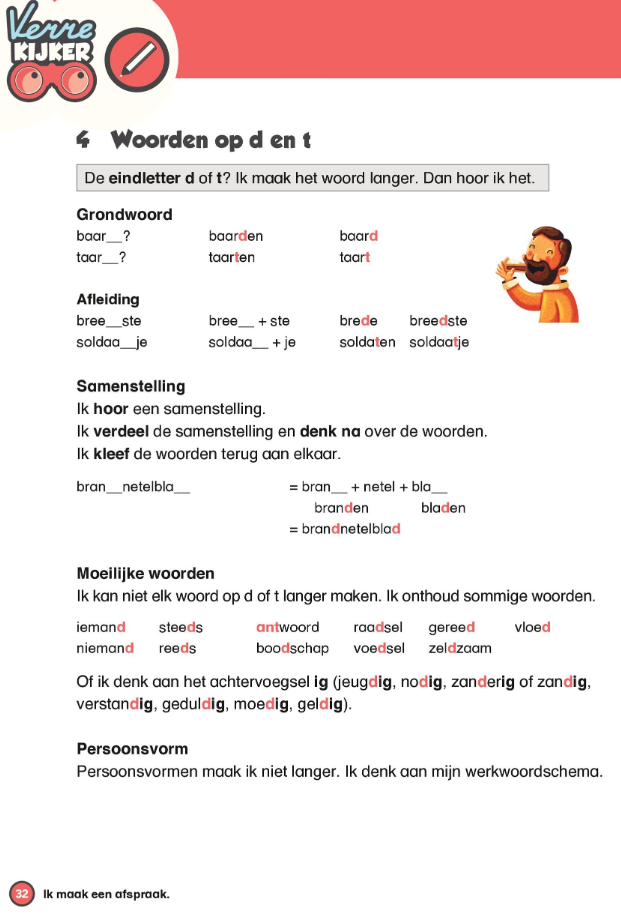 Verre
KIJKER
4 Woorden op d en t
De eindletter d of t? Ik maak het woord langer. Dan hoor ik het.
Grondwoord
baar__? baarden baard
taar__? taarten taart
Afleiding
bree__ste bree__ + ste brede breedste
soldaa__je soldaa__ + je soldaten soldaatje
Samenstelling
Ik hoor een samenstelling.
Ik verdeel de samenstelling en denk na over de woorden.
Ik kleef de woorden terug aan elkaar.
bran__netelbla__ = bran__ + netel + bla__
branden bladen
= brandnetelblad
Moeilijke woorden
Ik kan niet elk woord op d of t langer maken. Ik onthoud sommige woorden.
iemand steeds antwoord raadsel gereed vloed
niemand reeds boodschap voedsel zeldzaam
Of ik denk aan het achtervoegsel ig (jeugdig, nodig, zanderig of zandig,
verstandig, geduldig, moedig, geldig).
Persoonsvorm
Persoonsvormen maak ik niet langer. Ik denk aan mijn werkwoordschema.
32 Ik maak een afspraak.